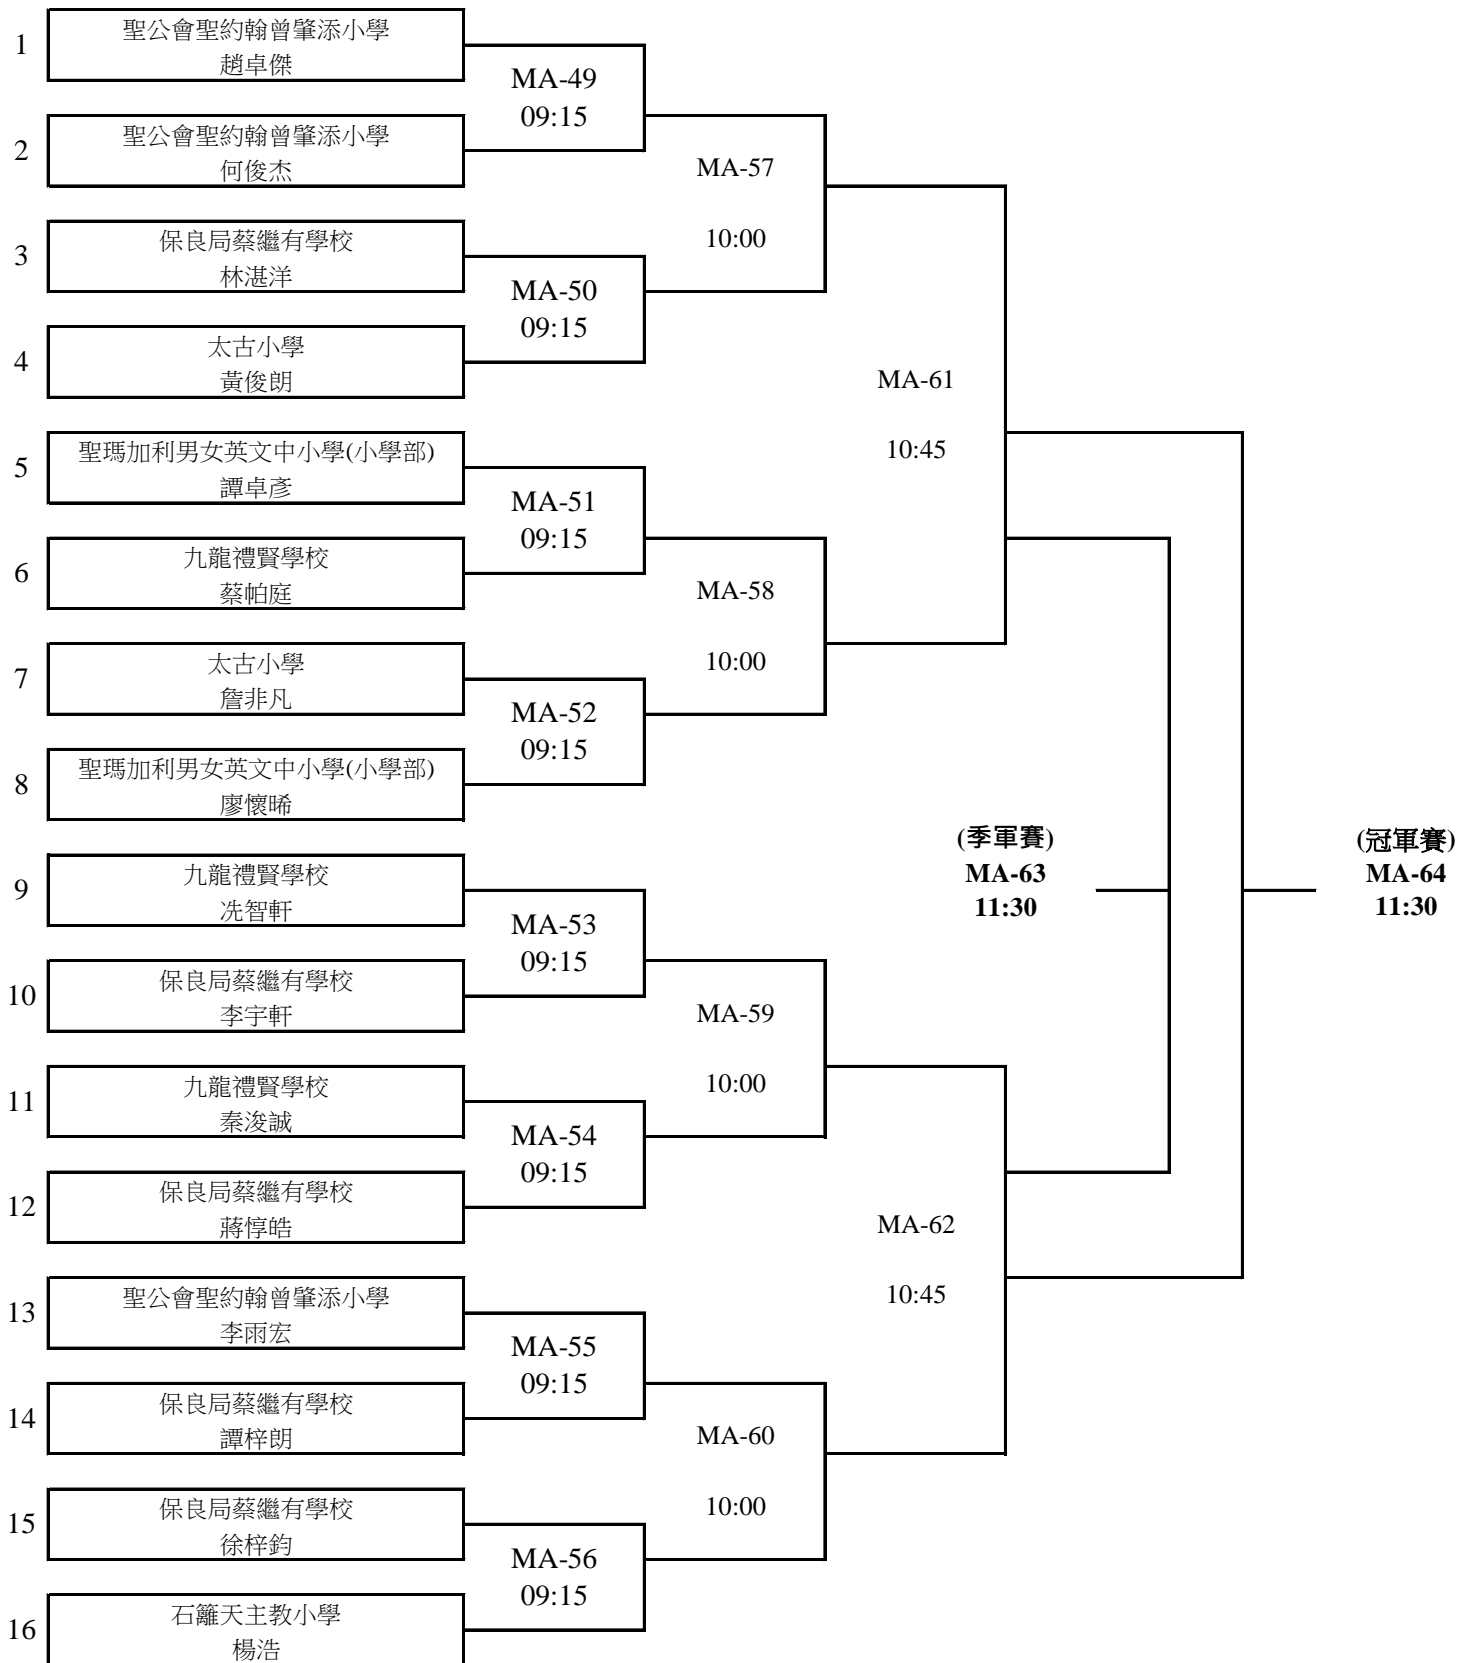 1
聖公會聖約翰曾肇添小學
趙卓傑
MA-49
09:15
2
聖公會聖約翰曾肇添小學
何俊杰
MA-57
10:00
3
保良局蔡繼有學校
林湛洋
MA-50
09:15
4
太古小學
黃俊朗
MA-61
10:45
5
聖瑪加利男女英文中小學(小學部)
譚卓彥
MA-51
09:15
6
九龍禮賢學校
蔡帕庭
MA-58
10:00
7
太古小學
詹非凡
MA-52
09:15
8
聖瑪加利男女英文中小學(小學部)
廖懷晞
(季軍賽)
MA-63
11:30
(冠軍賽)
MA-64
11:30
9
九龍禮賢學校
冼智軒
MA-53
09:15
10
保良局蔡繼有學校
李宇軒
MA-59
10:00
11
九龍禮賢學校
秦浚誠
MA-54
09:15
12
保良局蔡繼有學校
蔣惇皓
MA-62
10:45
13
聖公會聖約翰曾肇添小學
李雨宏
MA-55
09:15
14
保良局蔡繼有學校
譚梓朗
MA-60
10:00
15
保良局蔡繼有學校
徐梓鈞
MA-56
09:15
16
石籬天主教小學
楊浩